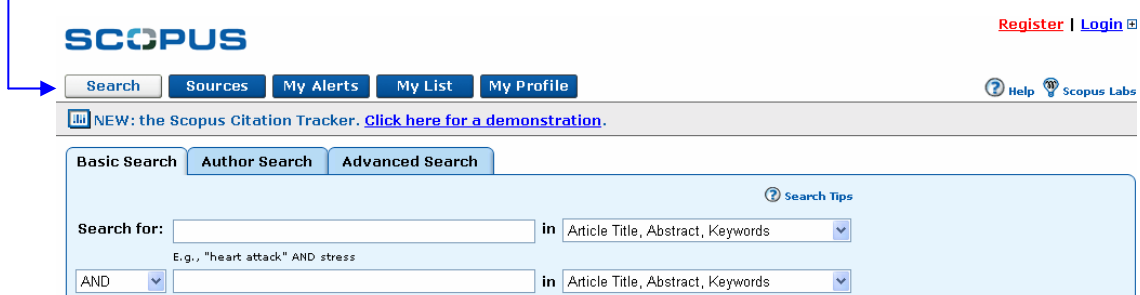 Register | Login
SCOPUS
Search Sources My Alerts My List My Profile
Help Scopus Labs
NEW: the Scopus Citation Tracker. Click here for a demonstration.
Basic Search Author Search Advanced Search
Search Tips
Search for: in Article Title, Abstract, Keywords
E.g., "heart attack" AND stress
AND in Article Title, Abstract, Keywords